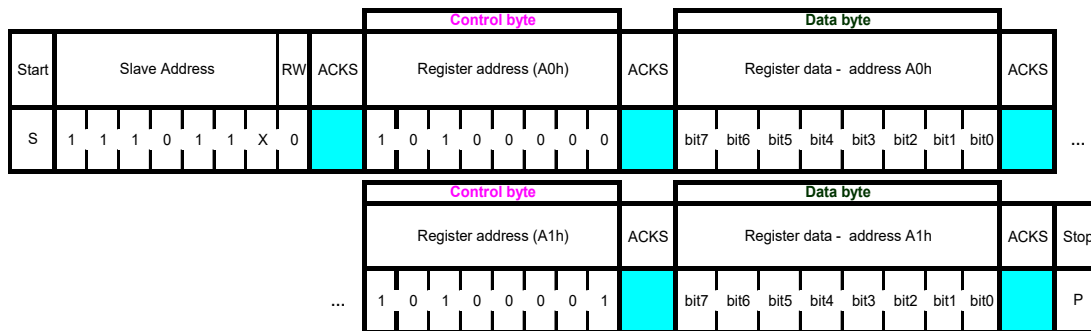 Control byte Data byte
Start Slave Address RW ACKS Register address (A0h) ACKS Register data - address A0h ACKS
S 1 1 1 0 1 1 X 0 1 0 1 0 0 0 0 0 bit7 bit6 bit5 bit4 bit3 bit2 bit1 bit0 ...
Control byte Data byte
Register address (A1h) ACKS Register data - address A1h ACKS Stop
... 1 0 1 0 0 0 0 1 bit7 bit6 bit5 bit4 bit3 bit2 bit1 bit0 P